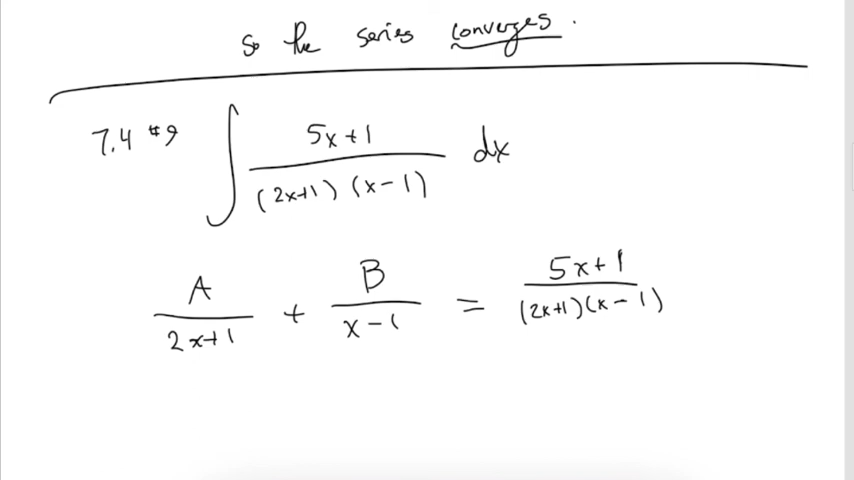 so the series converges.
7.4 #9 ∫ (5x+1)/((2x+1)(x-1)) dx
A/(2x+1) + B/(x-1) = (5x+1)/((2x+1)(x-1))